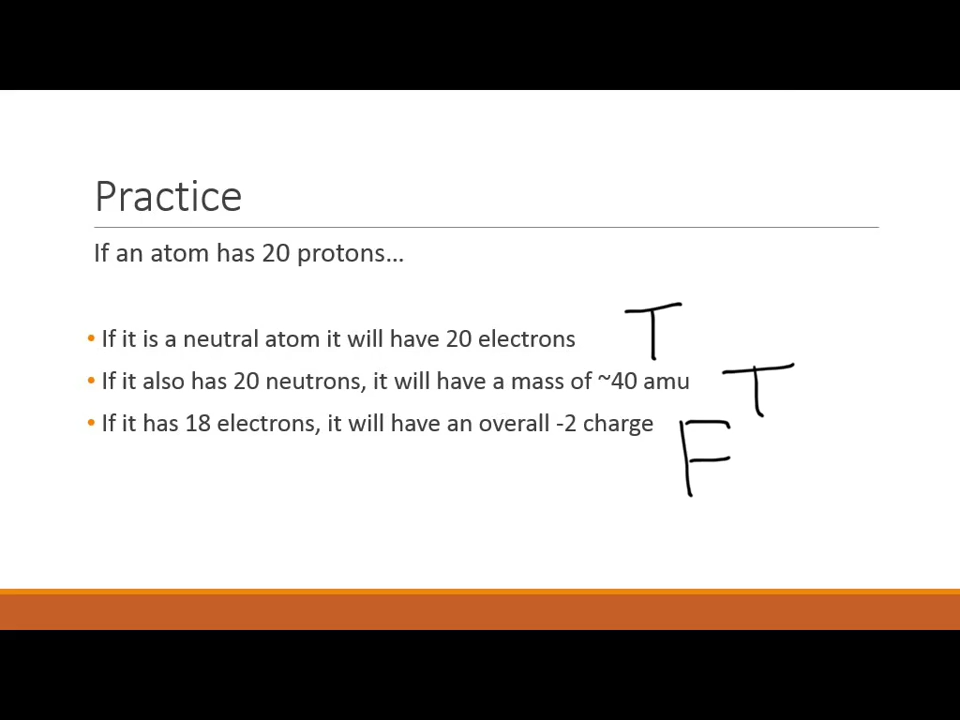 Practice
If an atom has 20 protons...
• If it is a neutral atom it will have 20 electrons T
• If it also has 20 neutrons, it will have a mass of ~40 amu T
• If it has 18 electrons, it will have an overall -2 charge F